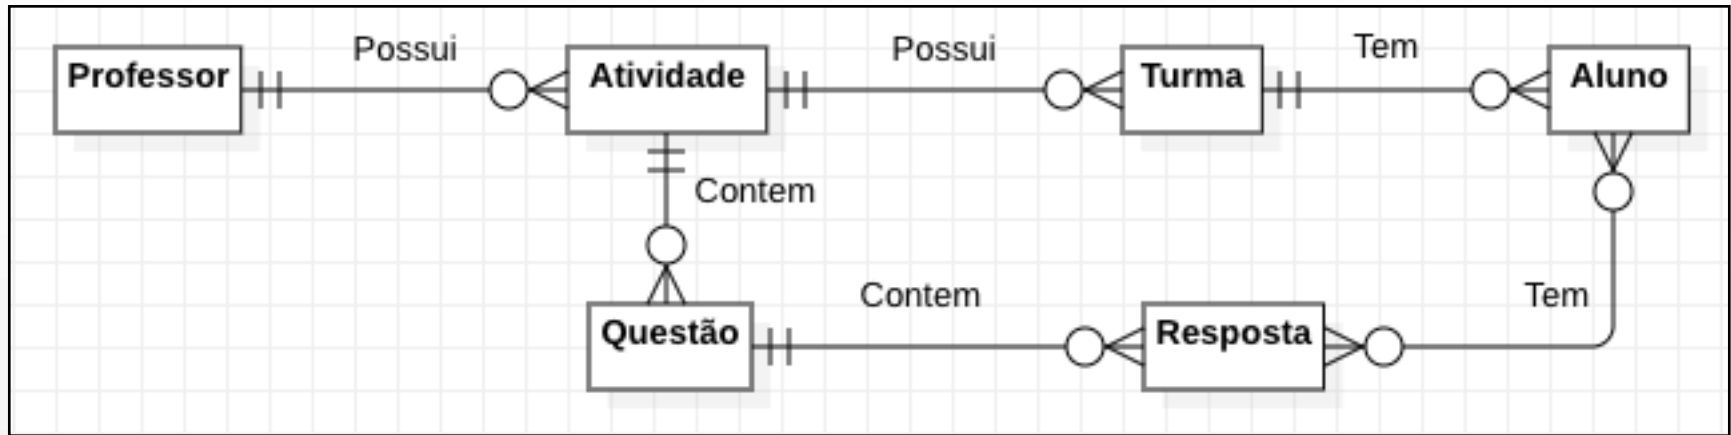 Possui
Possui
Tem
Professor
Atividade
Turma
Aluno
Contem
Contem
Tem
Questão
Resposta